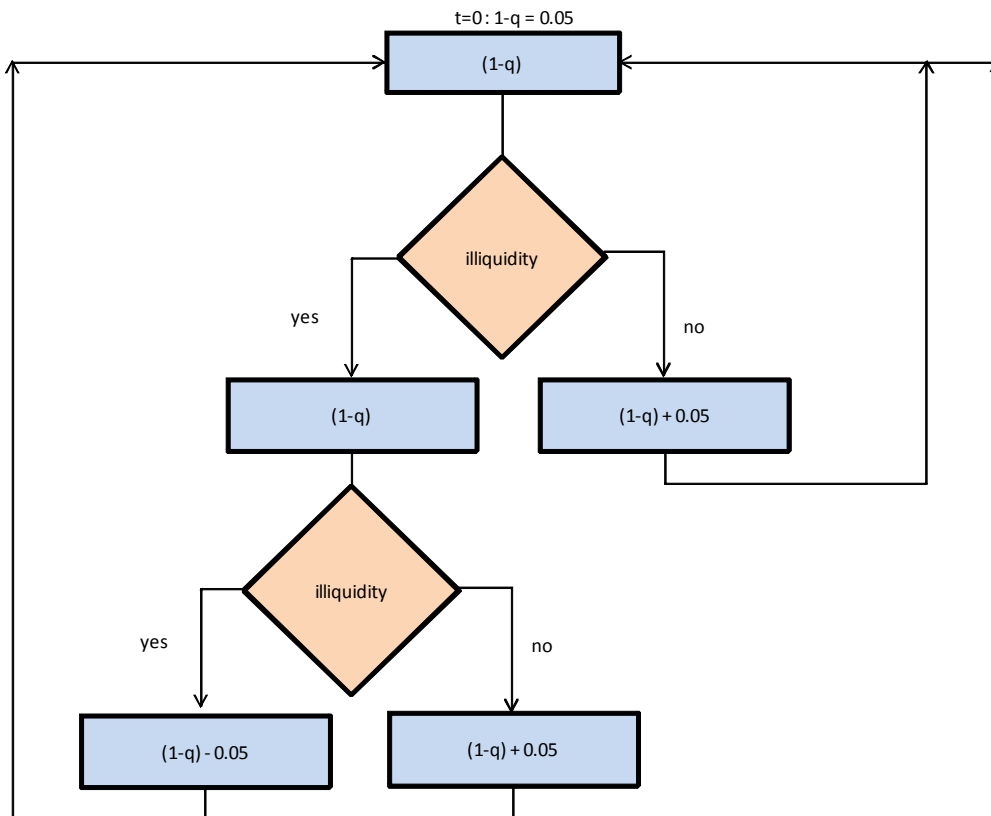 t=0 : 1-q = 0.05
(1-q)
illiquidity
yes
no
(1-q)
(1-q) + 0.05
illiquidity
yes
no
(1-q) - 0.05
(1-q) + 0.05